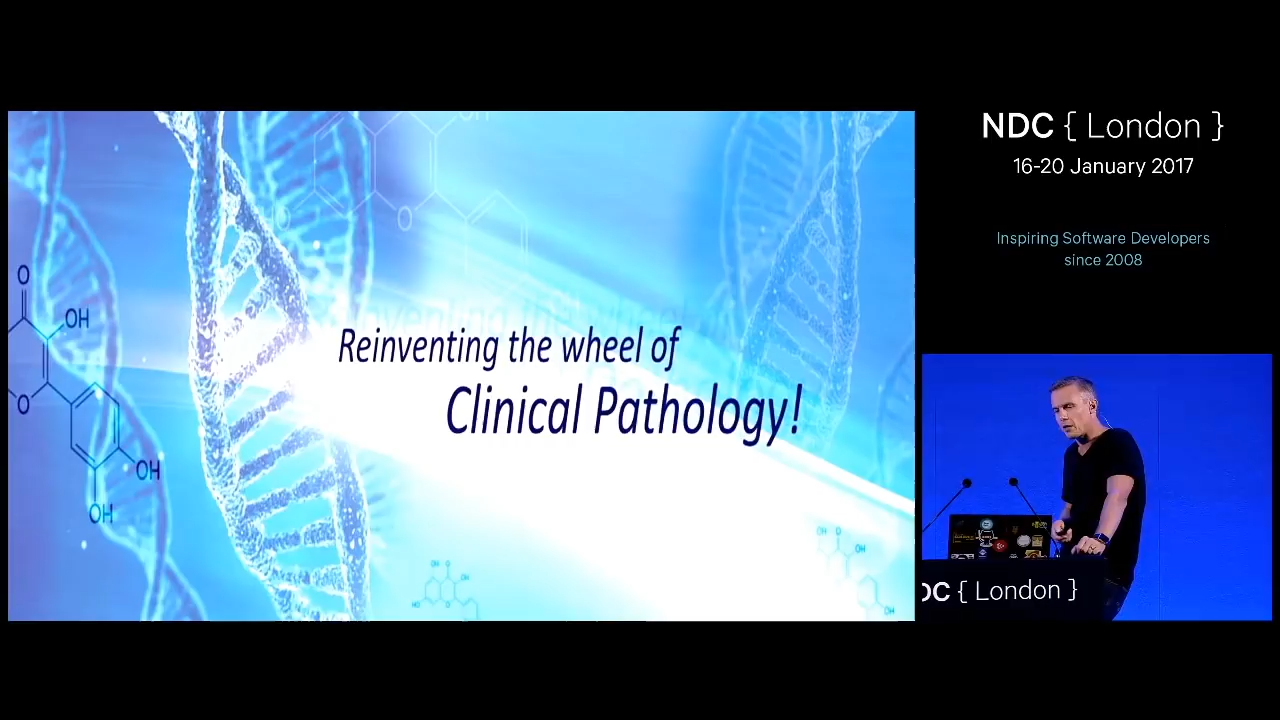 Reinventing the wheel of
Clinical Pathology!
O
OH
O
OH
OH
O
NDC { London }
16-20 January 2017
Inspiring Software Developers
since 2008
DC { London }